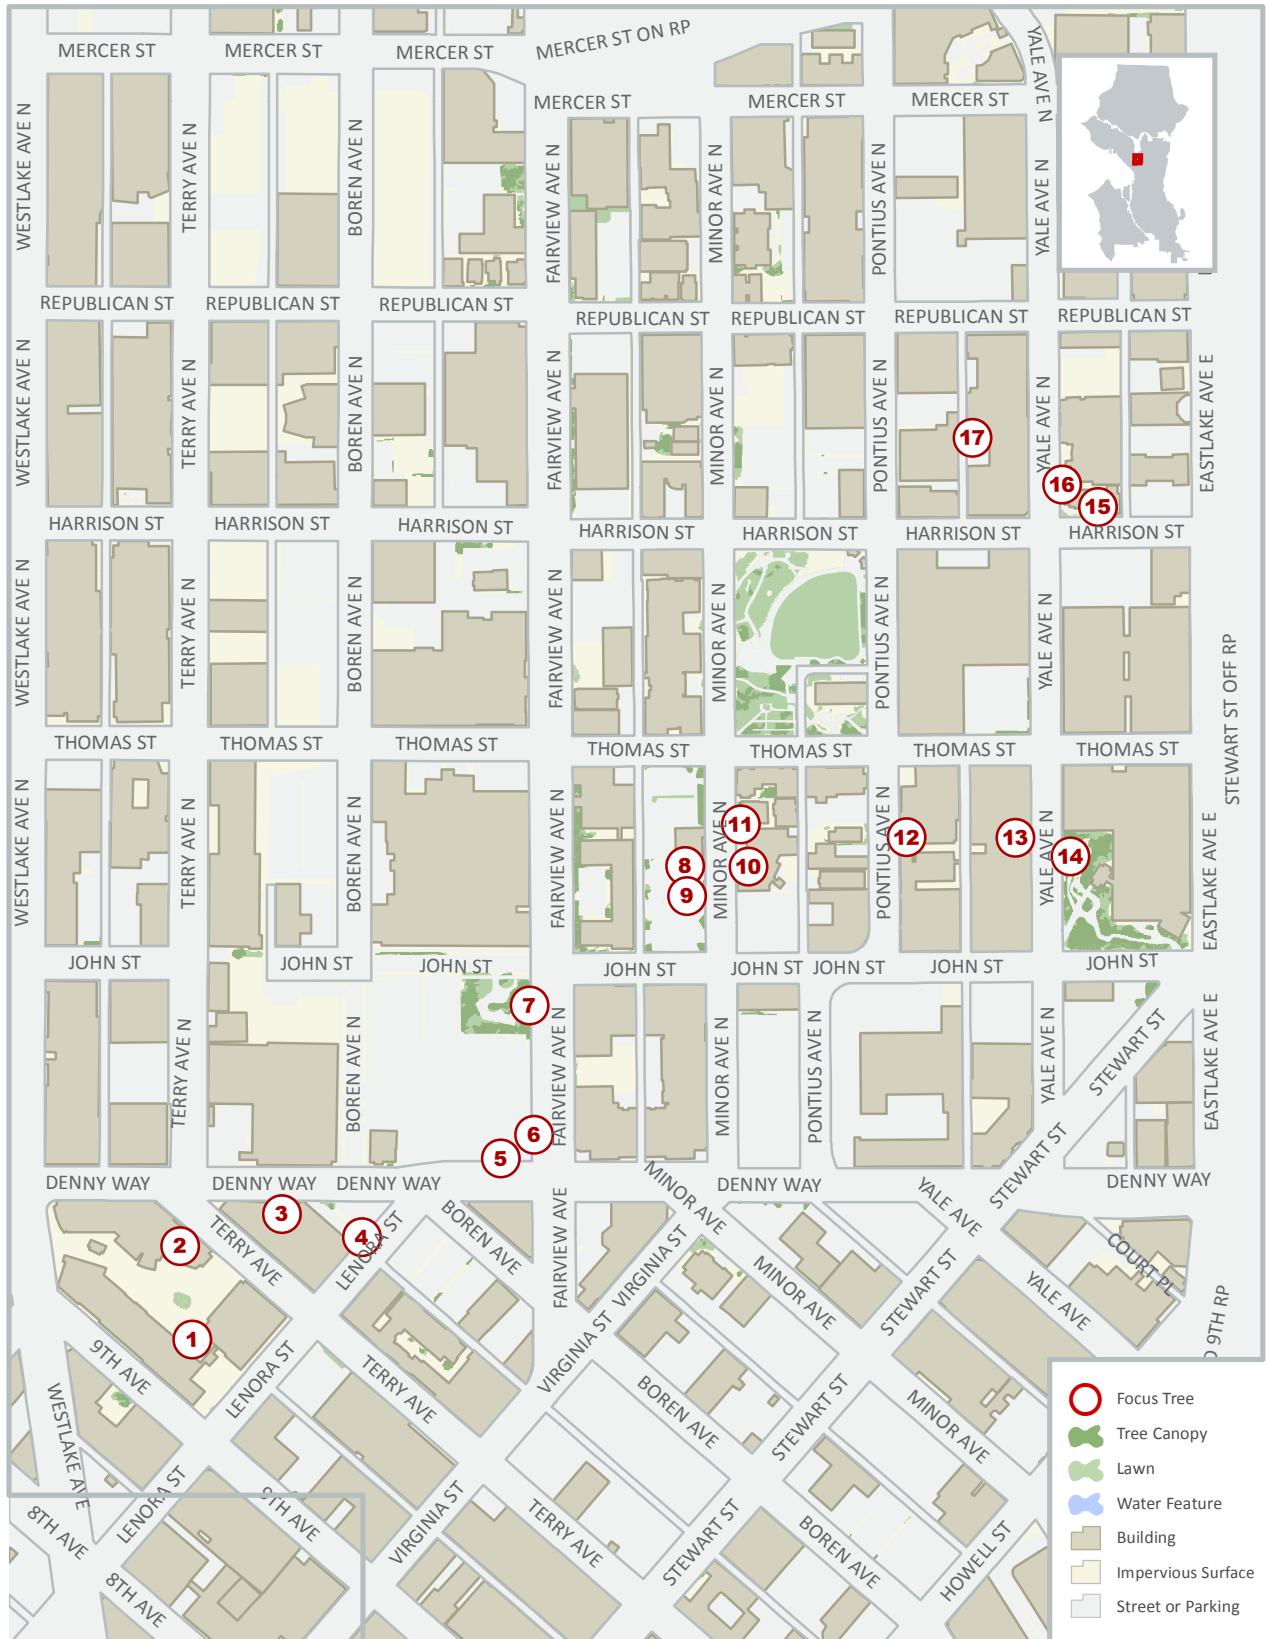 MERCER ST
MERCER ST
MERCER ST
MERCER ST ON RP
YALE AVE N
MERCER ST
MERCER ST
MERCER ST
WESTLAKE AVE N
TERRY AVE N
BOREN AVE N
FAIRVIEW AVE N
MINOR AVE N
PONTIUS AVE N
YALE AVE N
REPUBLICAN ST
REPUBLICAN ST
REPUBLICAN ST
REPUBLICAN ST
REPUBLICAN ST
REPUBLICAN ST
REPUBLICAN ST
WESTLAKE AVE N
TERRY AVE N
BOREN AVE N
FAIRVIEW AVE N
MINOR AVE N
PONTIUS AVE N
YALE AVE N
EASTLAKE AVE E
17
16
15
HARRISON ST
HARRISON ST
HARRISON ST
HARRISON ST
HARRISON ST
HARRISON ST
HARRISON ST
WESTLAKE AVE N
TERRY AVE N
BOREN AVE N
FAIRVIEW AVE N
MINOR AVE N
PONTIUS AVE N
YALE AVE N
STEWART ST OFF RP
THOMAS ST
THOMAS ST
THOMAS ST
THOMAS ST
THOMAS ST
THOMAS ST
THOMAS ST
WESTLAKE AVE N
TERRY AVE N
BOREN AVE N
FAIRVIEW AVE N
MINOR AVE N
PONTIUS AVE N
YALE AVE N
EASTLAKE AVE E
11
12
13
14
8
10
9
JOHN ST
JOHN ST
JOHN ST
JOHN ST
JOHN ST
JOHN ST
JOHN ST
JOHN ST
7
TERRY AVE N
BOREN AVE N
FAIRVIEW AVE N
MINOR AVE N
PONTIUS AVE N
YALE AVE N
STEWART ST
EASTLAKE AVE E
6
5
DENNY WAY
DENNY WAY
DENNY WAY
DENNY WAY
DENNY WAY
3
2
4
1
TERRY AVE
LENORA ST
BOREN AVE
FAIRVIEW AVE
VIRGINIA ST
MINOR AVE
MINOR AVE
YALE AVE
STEWART ST
STEWART ST
YALE AVE
COURT PL
D 9TH RP
9TH AVE
LENORA ST
TERRY AVE
VIRGINIA ST
BOREN AVE
STEWART ST
MINOR AVE
WESTLAKE AVE
8TH AVE
LENORA ST
9TH AVE
VIRGINIA ST
TERRY AVE
STEWART ST
BOREN AVE
HOWELL ST
8TH AVE
Focus Tree
Tree Canopy
Lawn
Water Feature
Building
Impervious Surface
Street or Parking